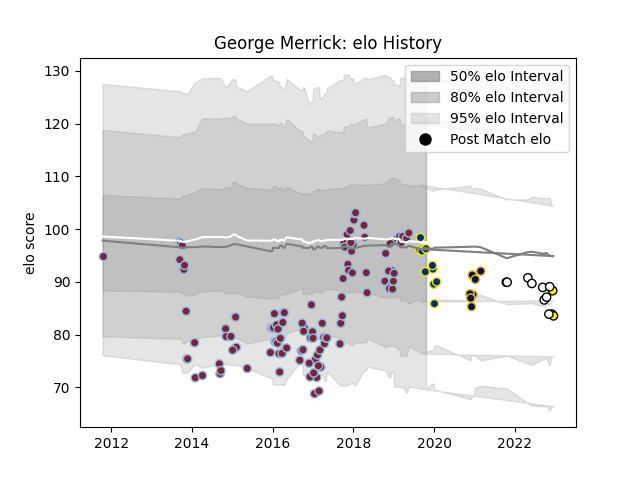 George Merrick: elo History
50% elo Interval
80% elo Interval
95% elo Interval
Post Match elo
elo score
130
120
110
100
90
80
70
2012 2014 2016 2018 2020 2022